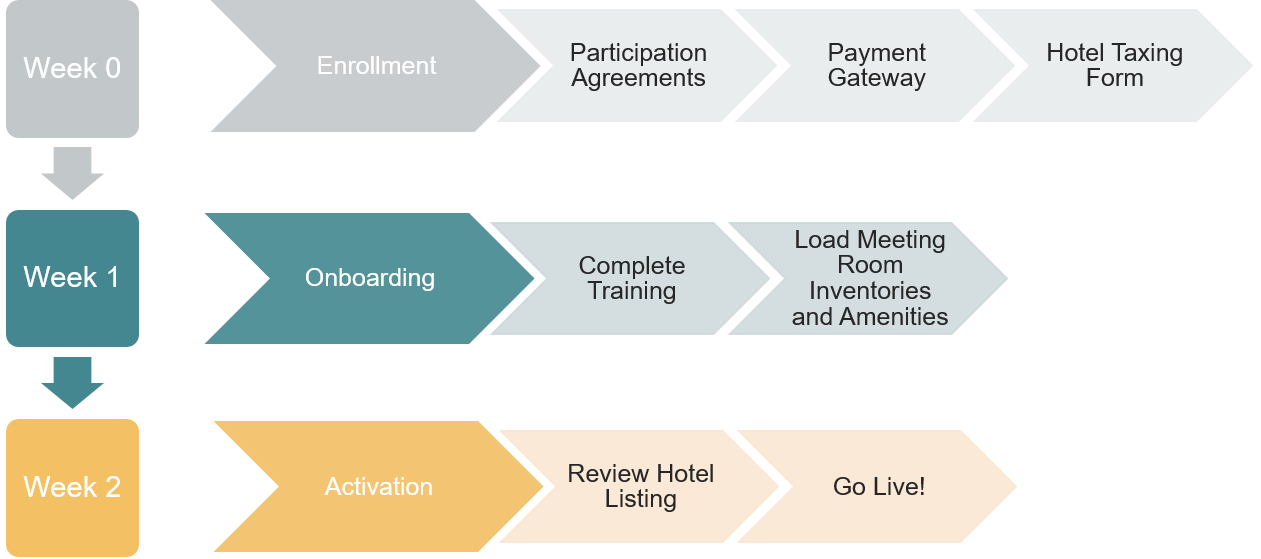 Week 0
Enrollment
Participation
Agreements
Payment
Gateway
Hotel Taxing
Form
Week 1
Onboarding
Complete
Training
Load Meeting
Room
Inventories
and Amenities
Week 2
Activation
Review Hotel
Listing
Go Live!